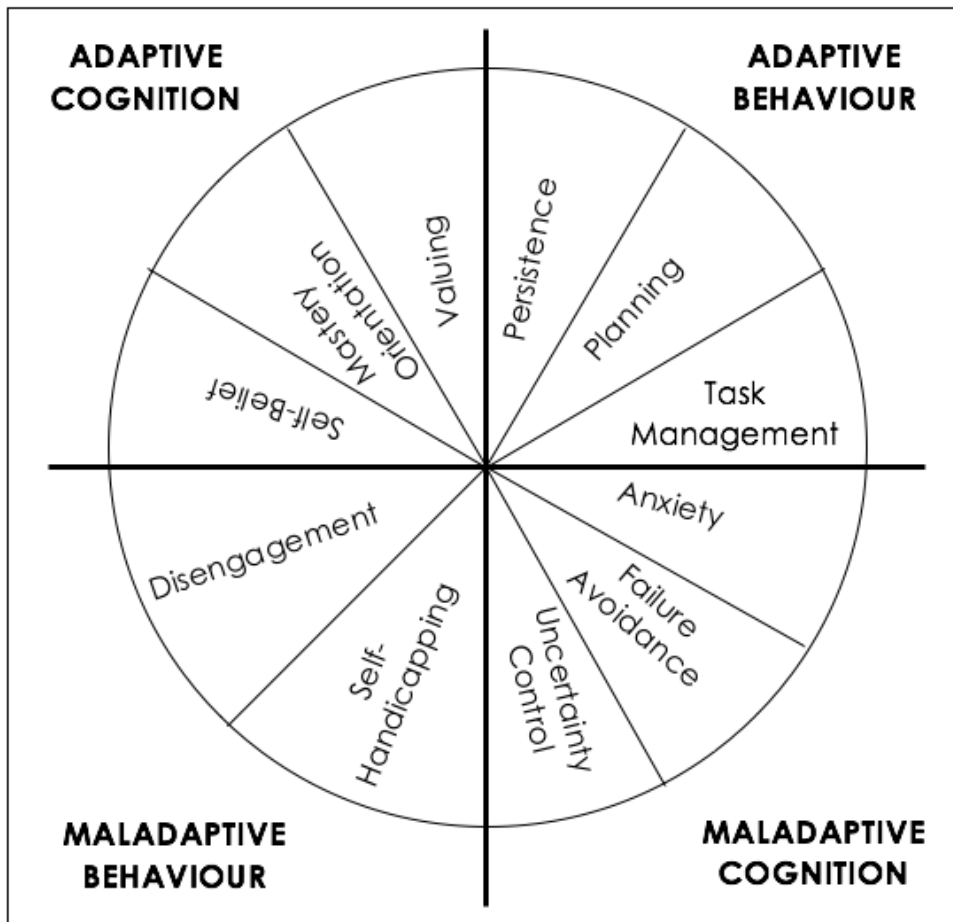 ADAPTIVE
COGNITION
ADAPTIVE
BEHAVIOUR
Self-Belief
Mastery
Orientation
Valuing
Persistence
Planning
Task
Management
Anxiety
Failure
Avoidance
Uncertainty
Control
Self-
Handicapping
Disengagement
MALADAPTIVE
BEHAVIOUR
MALADAPTIVE
COGNITION